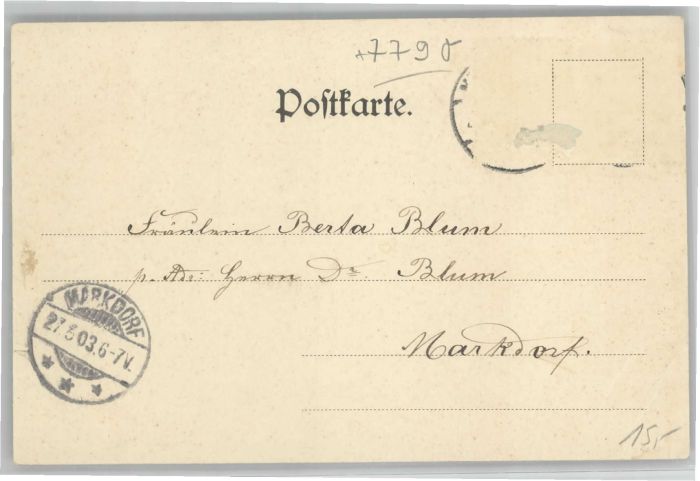 7790
Postkarte.
Fräulein Berta Blum
p. Adr: Herrn Dr. Blum
Markdorf.
MARKDORF
27.5 03.6-7V.
15,-